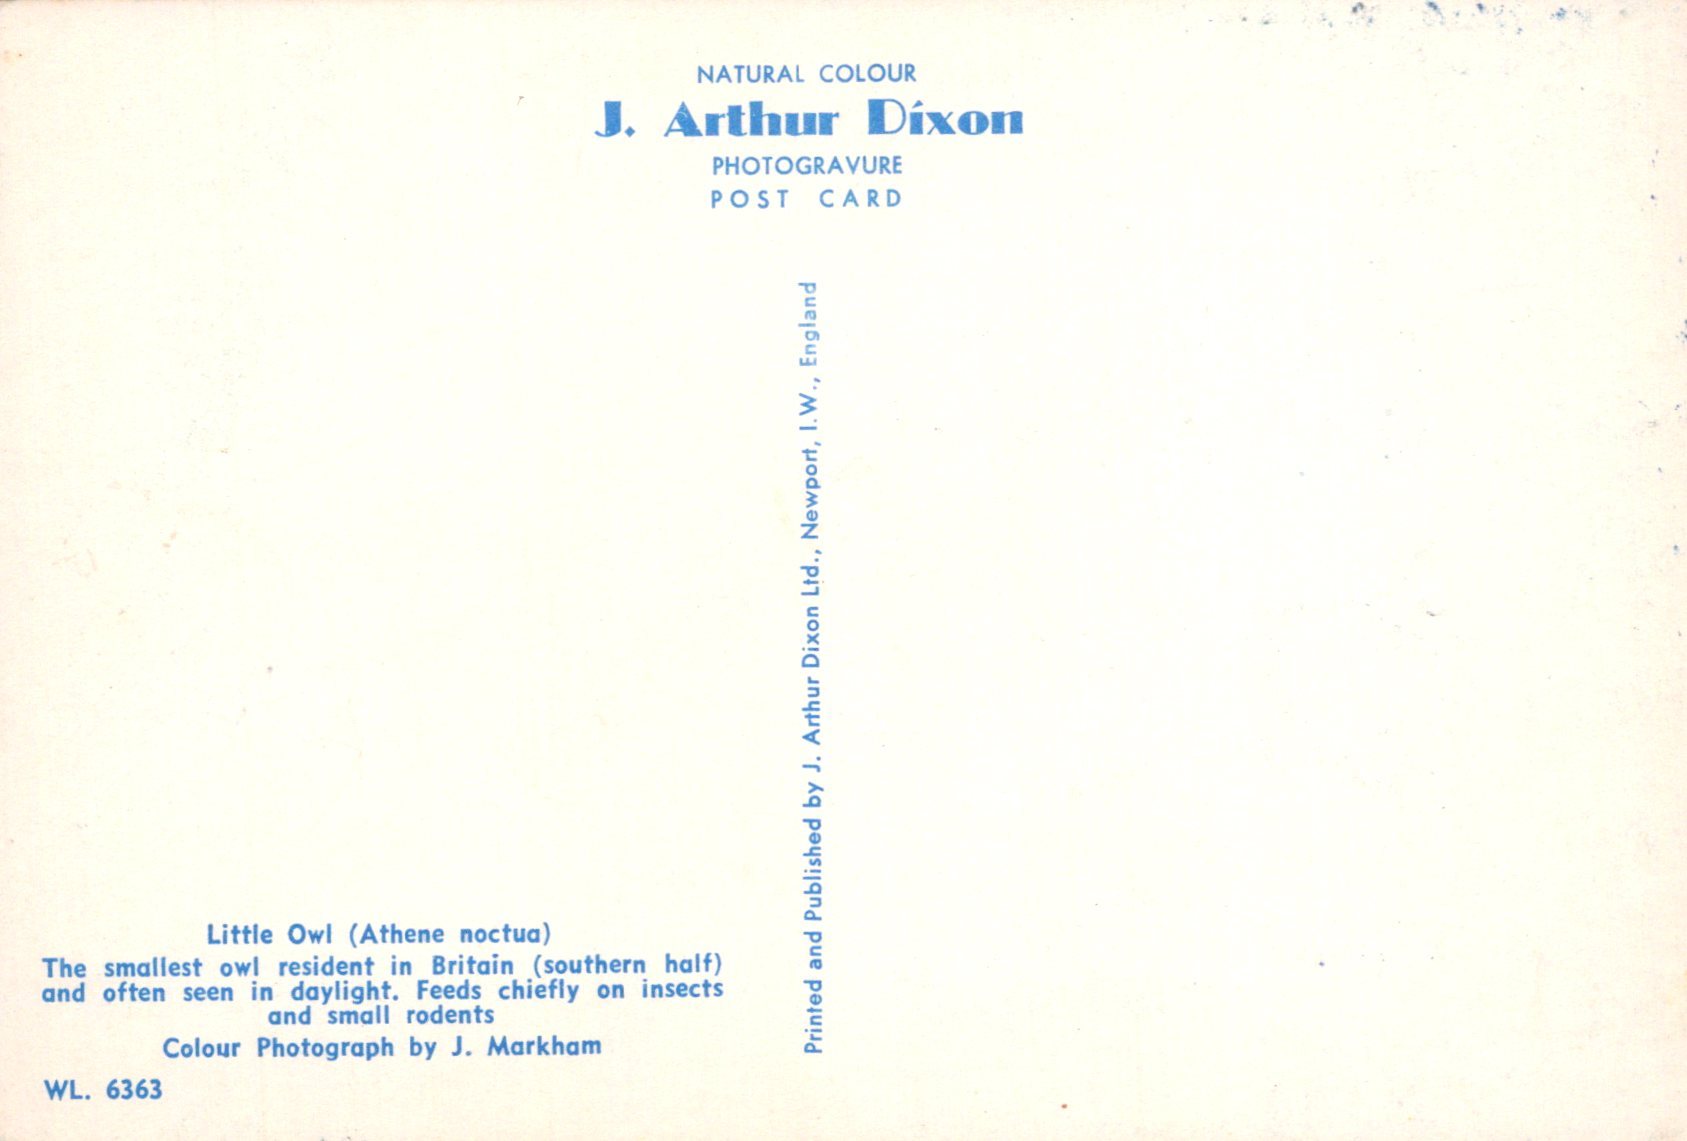 NATURAL COLOUR
J. Arthur Dixon
PHOTOGRAVURE
POST CARD
Printed and Published by J. Arthur Dixon Ltd., Newport, I.W., England
Little Owl (Athene noctua)
The smallest owl resident in Britain (southern half)
and often seen in daylight. Feeds chiefly on insects
and small rodents
Colour Photograph by J. Markham
WL. 6363